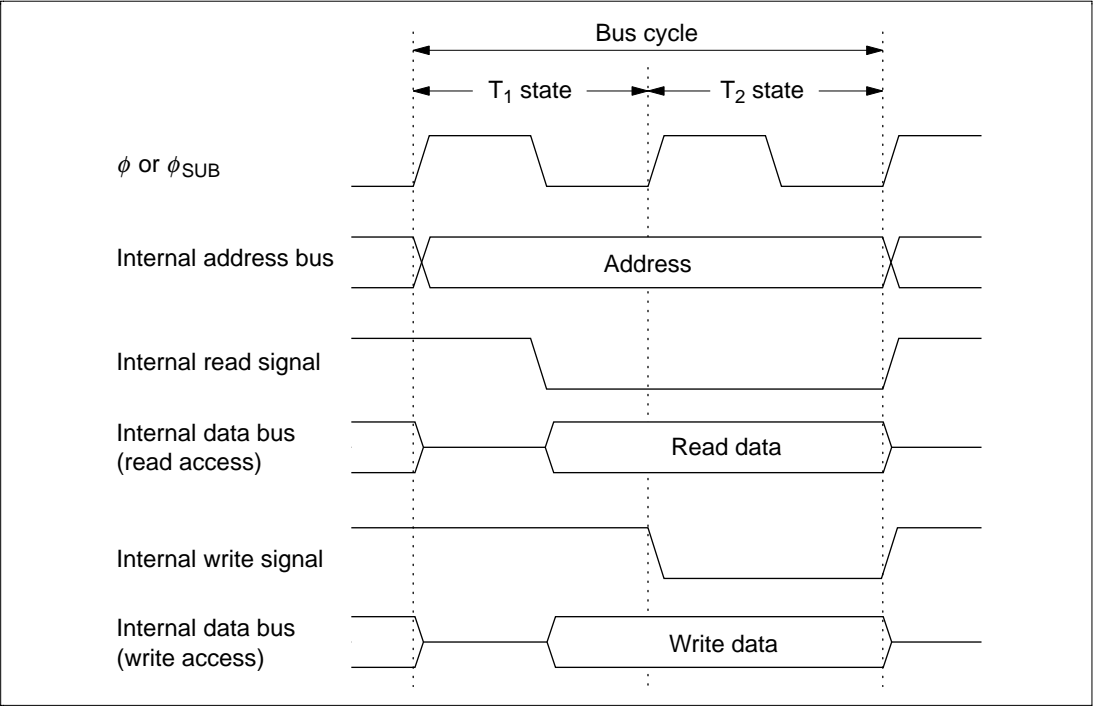 Bus cycle
T₁ state
T₂ state
ϕ or ϕSUB
Internal address bus
Address
Internal read signal
Internal data bus
(read access)
Read data
Internal write signal
Internal data bus
(write access)
Write data